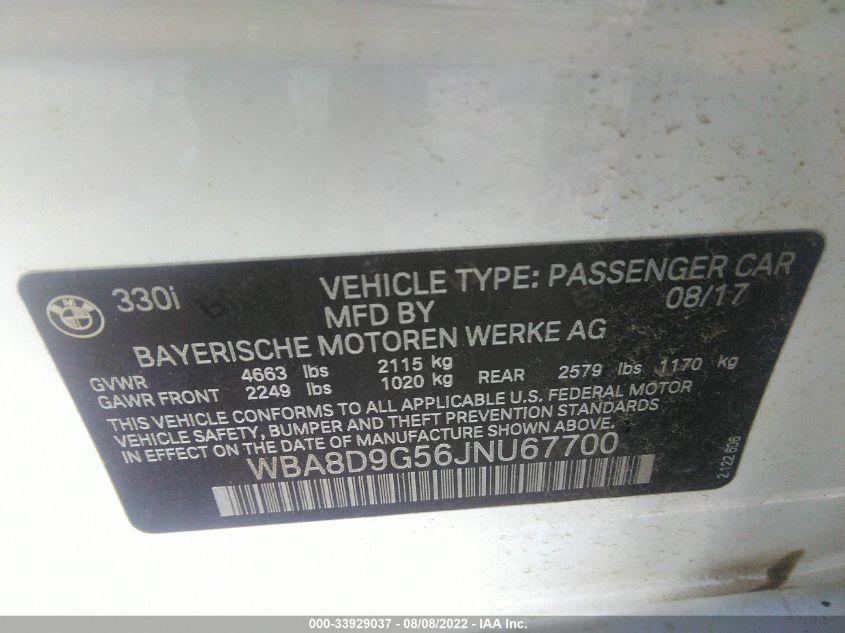 BMW 330i VEHICLE TYPE: PASSENGER CAR
MFD BY 08/17
BAYERISCHE MOTOREN WERKE AG
GVWR 4663 lbs 2115 kg
GAWR FRONT 2249 lbs 1020 kg REAR 2579 lbs 1170 kg
THIS VEHICLE CONFORMS TO ALL APPLICABLE U.S. FEDERAL MOTOR
VEHICLE SAFETY, BUMPER AND THEFT PREVENTION STANDARDS
IN EFFECT ON THE DATE OF MANUFACTURE SHOWN ABOVE.
WBA8D9G56JNU67700
2.122 606
000-33929037 - 08/08/2022 - IAA Inc.